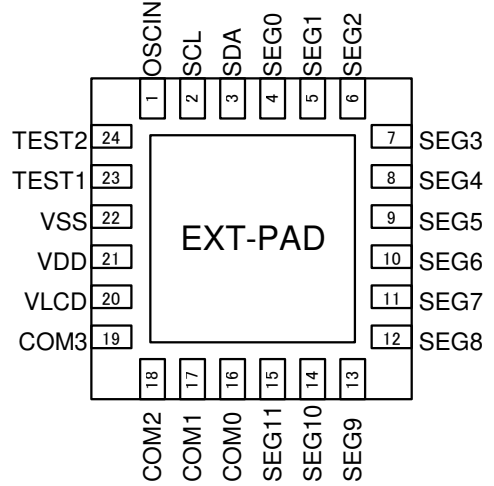 OSCIN SCL SDA SEG0 SEG1 SEG2
1 2 3 4 5 6
TEST2 24 7 SEG3
TEST1 23 8 SEG4
VSS 22 9 SEG5
EXT-PAD
VDD 21 10 SEG6
VLCD 20 11 SEG7
COM3 19 12 SEG8
18 17 16 15 14 13
COM2 COM1 COM0 SEG11 SEG10 SEG9